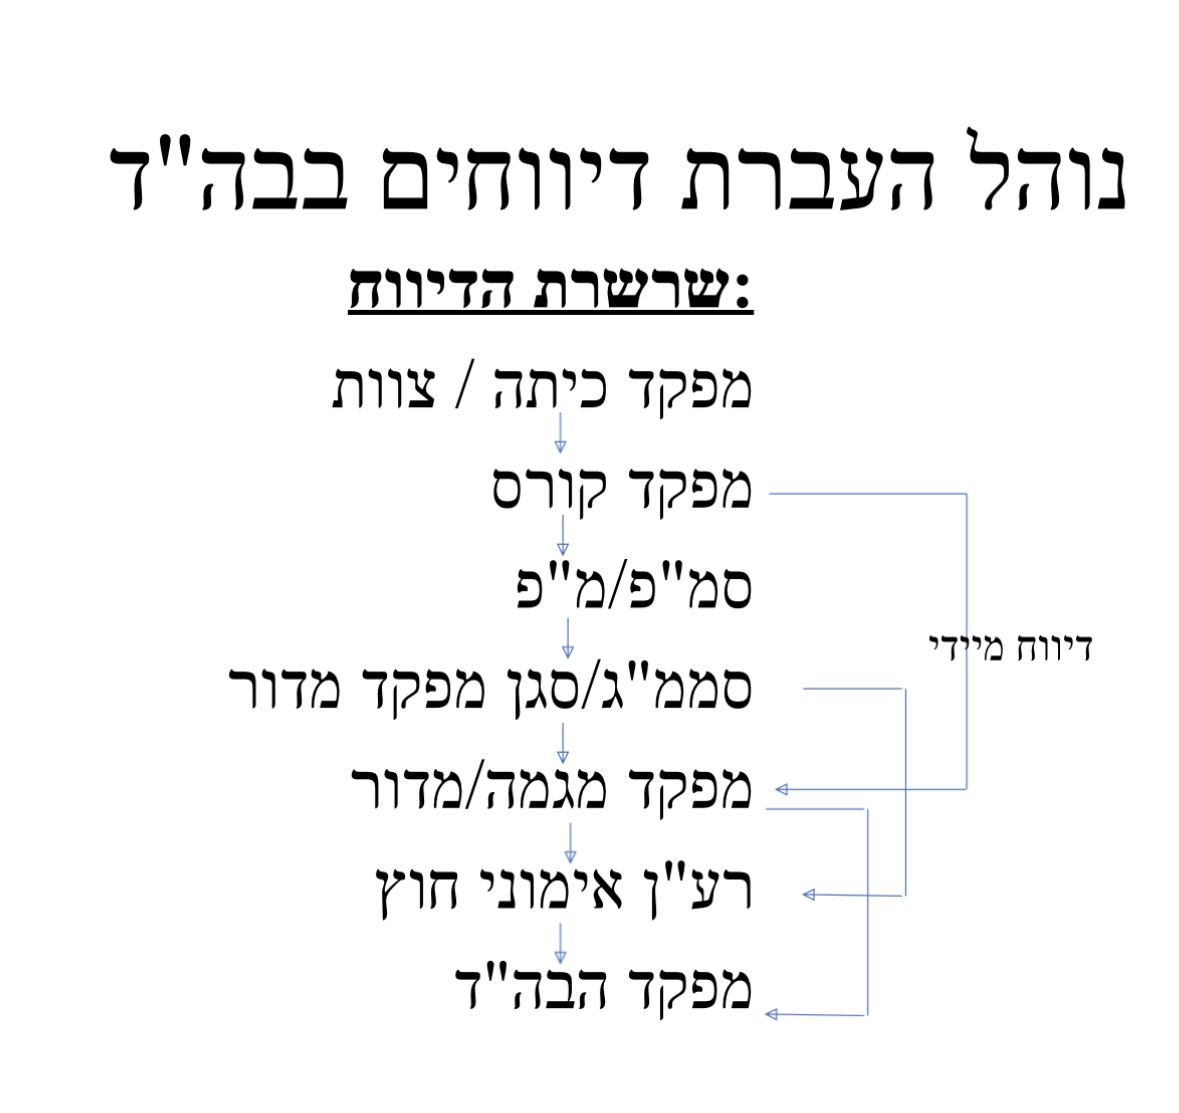 נוהל העברת דיווחים בבה"ד
שרשרת הדיווח:
מפקד כיתה / צוות
מפקד קורס
סמ"פ/מ"פ
דיווח מיידי
סממ"ג/סגן מפקד מדור
מפקד מגמה/מדור
רע"ן אימוני חוץ
מפקד הבה"ד